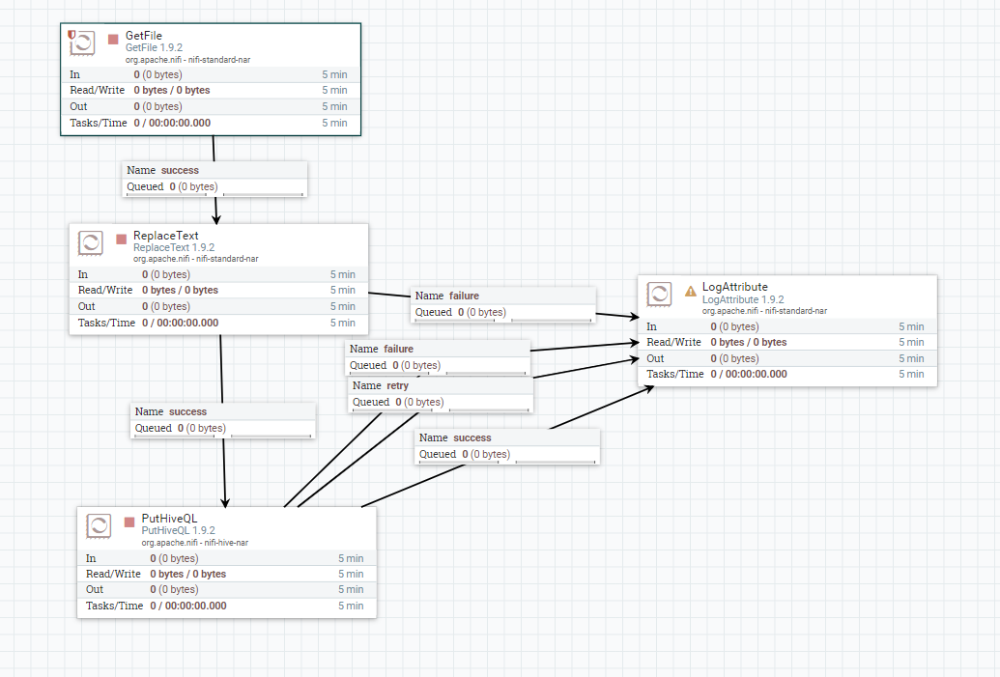 GetFile
GetFile 1.9.2
org.apache.nifi - nifi-standard-nar
In 0 (0 bytes) 5 min
Read/Write 0 bytes / 0 bytes 5 min
Out 0 (0 bytes) 5 min
Tasks/Time 0 / 00:00:00.000 5 min
Name success
Queued 0 (0 bytes)
ReplaceText
ReplaceText 1.9.2
org.apache.nifi - nifi-standard-nar
In 0 (0 bytes) 5 min
Read/Write 0 bytes / 0 bytes 5 min
Out 0 (0 bytes) 5 min
Tasks/Time 0 / 00:00:00.000 5 min
Name failure
Queued 0 (0 bytes)
LogAttribute
LogAttribute 1.9.2
org.apache.nifi - nifi-standard-nar
In 0 (0 bytes) 5 min
Read/Write 0 bytes / 0 bytes 5 min
Out 0 (0 bytes) 5 min
Tasks/Time 0 / 00:00:00.000 5 min
Name failure
Queued 0 (0 bytes)
Name retry
Queued 0 (0 bytes)
Name success
Queued 0 (0 bytes)
Name success
Queued 0 (0 bytes)
PutHiveQL
PutHiveQL 1.9.2
org.apache.nifi - nifi-hive-nar
In 0 (0 bytes) 5 min
Read/Write 0 bytes / 0 bytes 5 min
Out 0 (0 bytes) 5 min
Tasks/Time 0 / 00:00:00.000 5 min